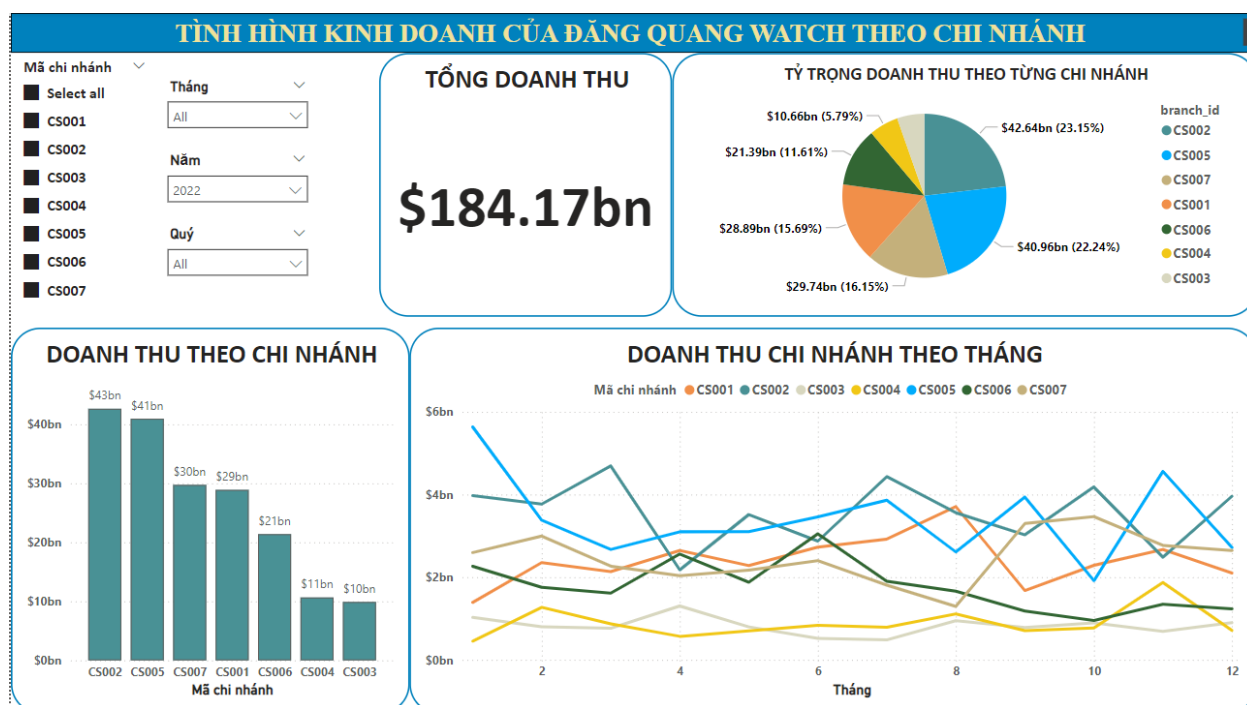 TÌNH HÌNH KINH DOANH CỦA ĐĂNG QUANG WATCH THEO CHI NHÁNH
Mã chi nhánh
Select all
CS001
CS002
CS003
CS004
CS005
CS006
CS007
Tháng
All
Năm
2022
Quý
All
TỔNG DOANH THU
$184.17bn
TỶ TRỌNG DOANH THU THEO TỪNG CHI NHÁNH
$10.66bn (5.79%)
$21.39bn (11.61%)
$28.89bn (15.69%)
$29.74bn (16.15%)
$42.64bn (23.15%)
$40.96bn (22.24%)
branch_id
CS002
CS005
CS007
CS001
CS006
CS004
CS003
DOANH THU THEO CHI NHÁNH
$43bn
$41bn
$30bn
$29bn
$21bn
$11bn
$10bn
$40bn
$30bn
$20bn
$10bn
$0bn
CS002 CS005 CS007 CS001 CS006 CS004 CS003
Mã chi nhánh
DOANH THU CHI NHÁNH THEO THÁNG
Mã chi nhánh CS001 CS002 CS003 CS004 CS005 CS006 CS007
$6bn
$4bn
$2bn
$0bn
2 4 6 8 10 12
Tháng